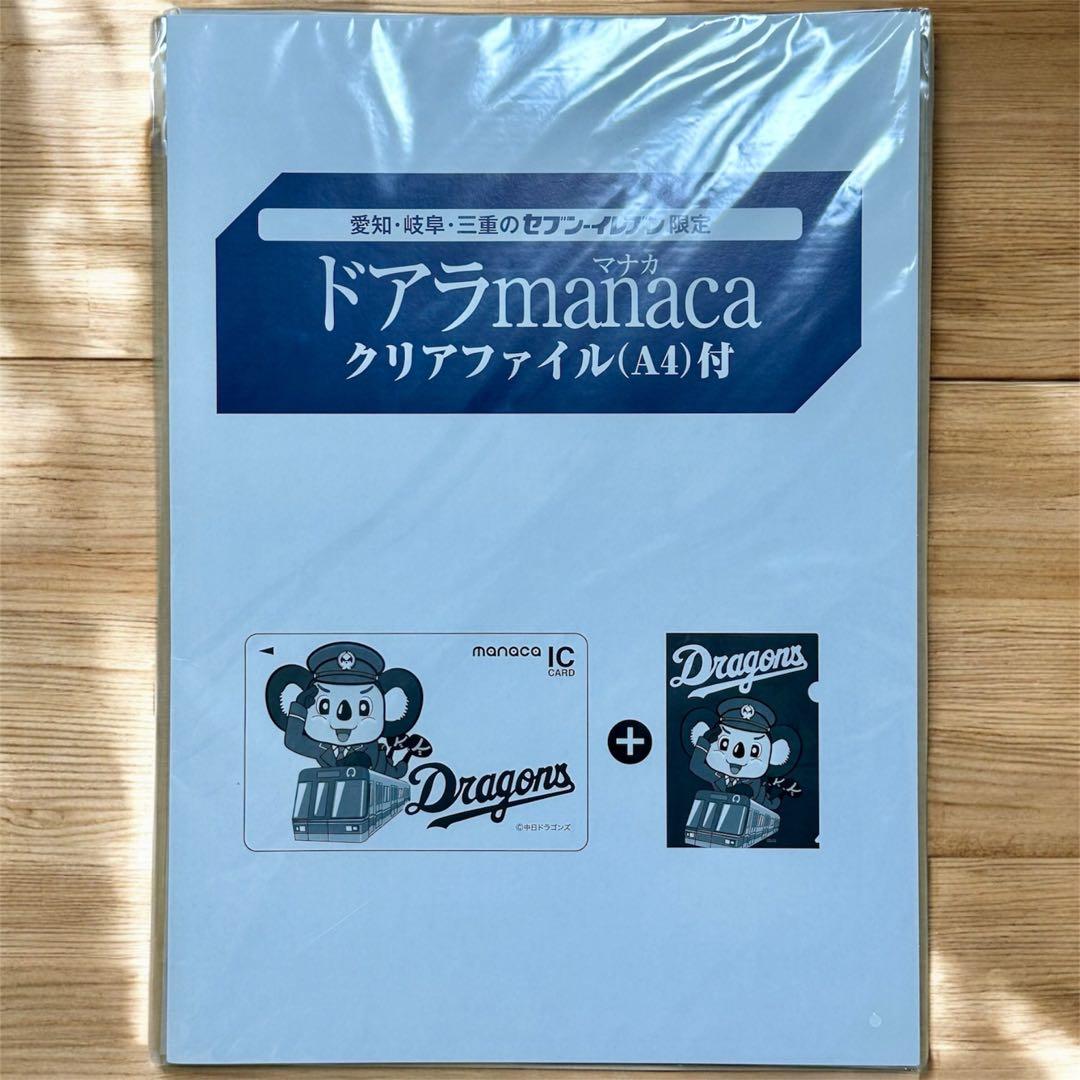 愛知・岐阜・三重のセブン-イレブン限定
マナカ
ドアラmanaca
クリアファイル(A4)付
manaca IC
CARD
Dragons
©中日ドラゴンズ
+
Dragons